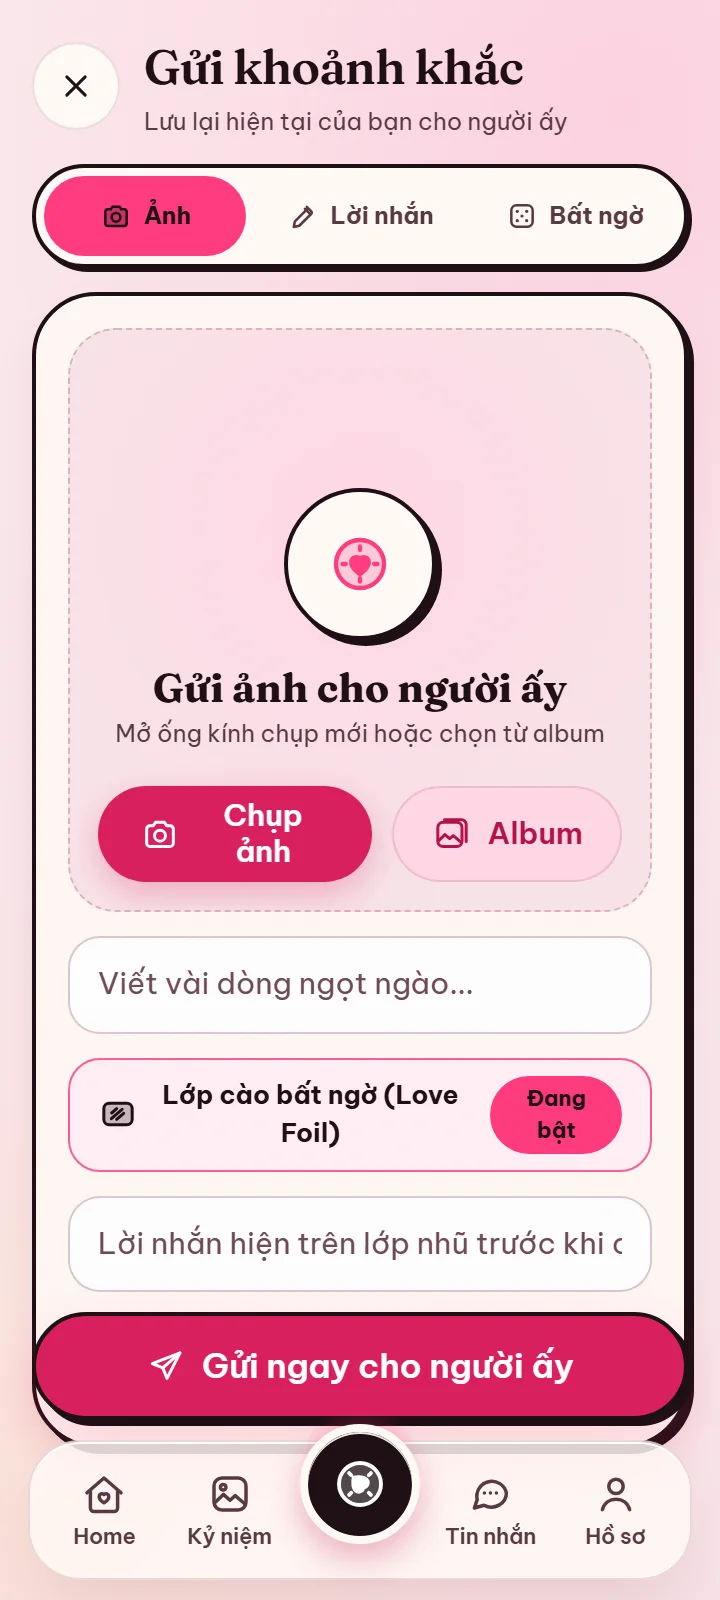 Gửi khoảnh khắc
Lưu lại hiện tại của bạn cho người ấy
Ảnh
Lời nhắn
Bất ngờ
Gửi ảnh cho người ấy
Mở ống kính chụp mới hoặc chọn từ album
Chụp
ảnh
Album
Viết vài dòng ngọt ngào...
Lớp cào bất ngờ (Love
Foil)
Đang
bật
Lời nhắn hiện trên lớp nhũ trước khi
Gửi ngay cho người ấy
Home
Kỷ niệm
Tin nhắn
Hồ sơ